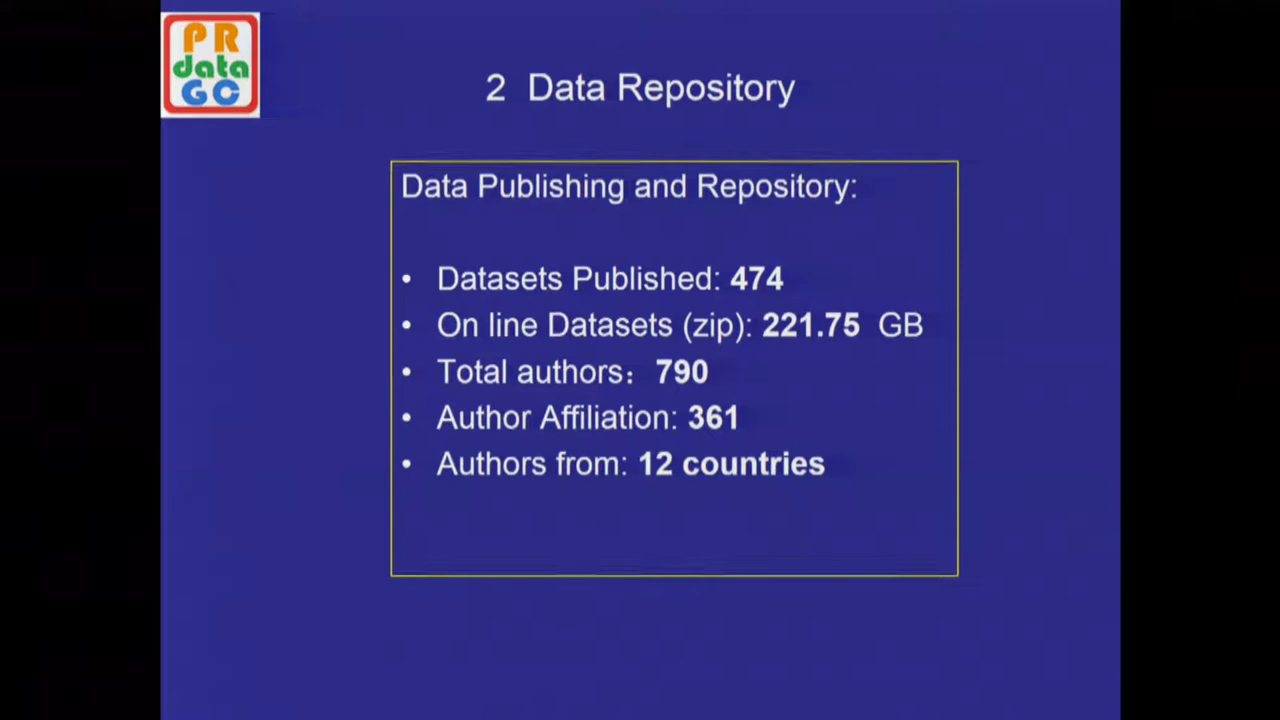 PR
data
GC
2 Data Repository
Data Publishing and Repository:
• Datasets Published: 474
• On line Datasets (zip): 221.75 GB
• Total authors：790
• Author Affiliation: 361
• Authors from: 12 countries